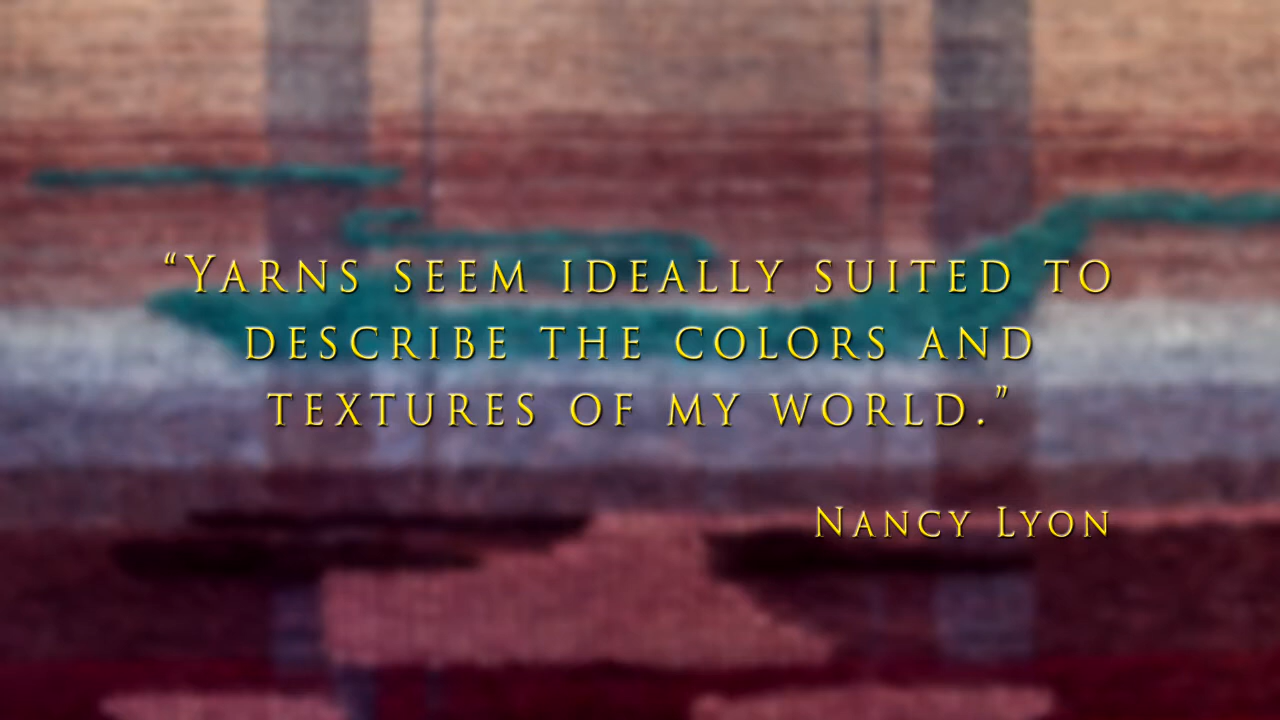 “Yarns seem ideally suited to
describe the colors and
textures of my world.”
Nancy Lyon